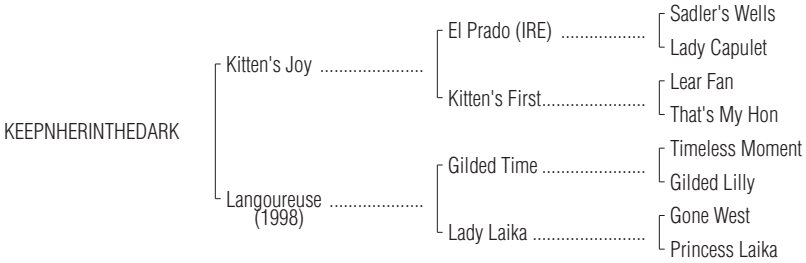 Sadler's Wells
El Prado (IRE) ...................
Lady Capulet
Kitten's Joy ......................
Lear Fan
Kitten's First......................
That's My Hon
KEEPNHERINTHEDARK
Timeless Moment
Gilded Time ......................
Gilded Lilly
Langoureuse ....................
(1998)
Gone West
Lady Laika ........................
Princess Laika